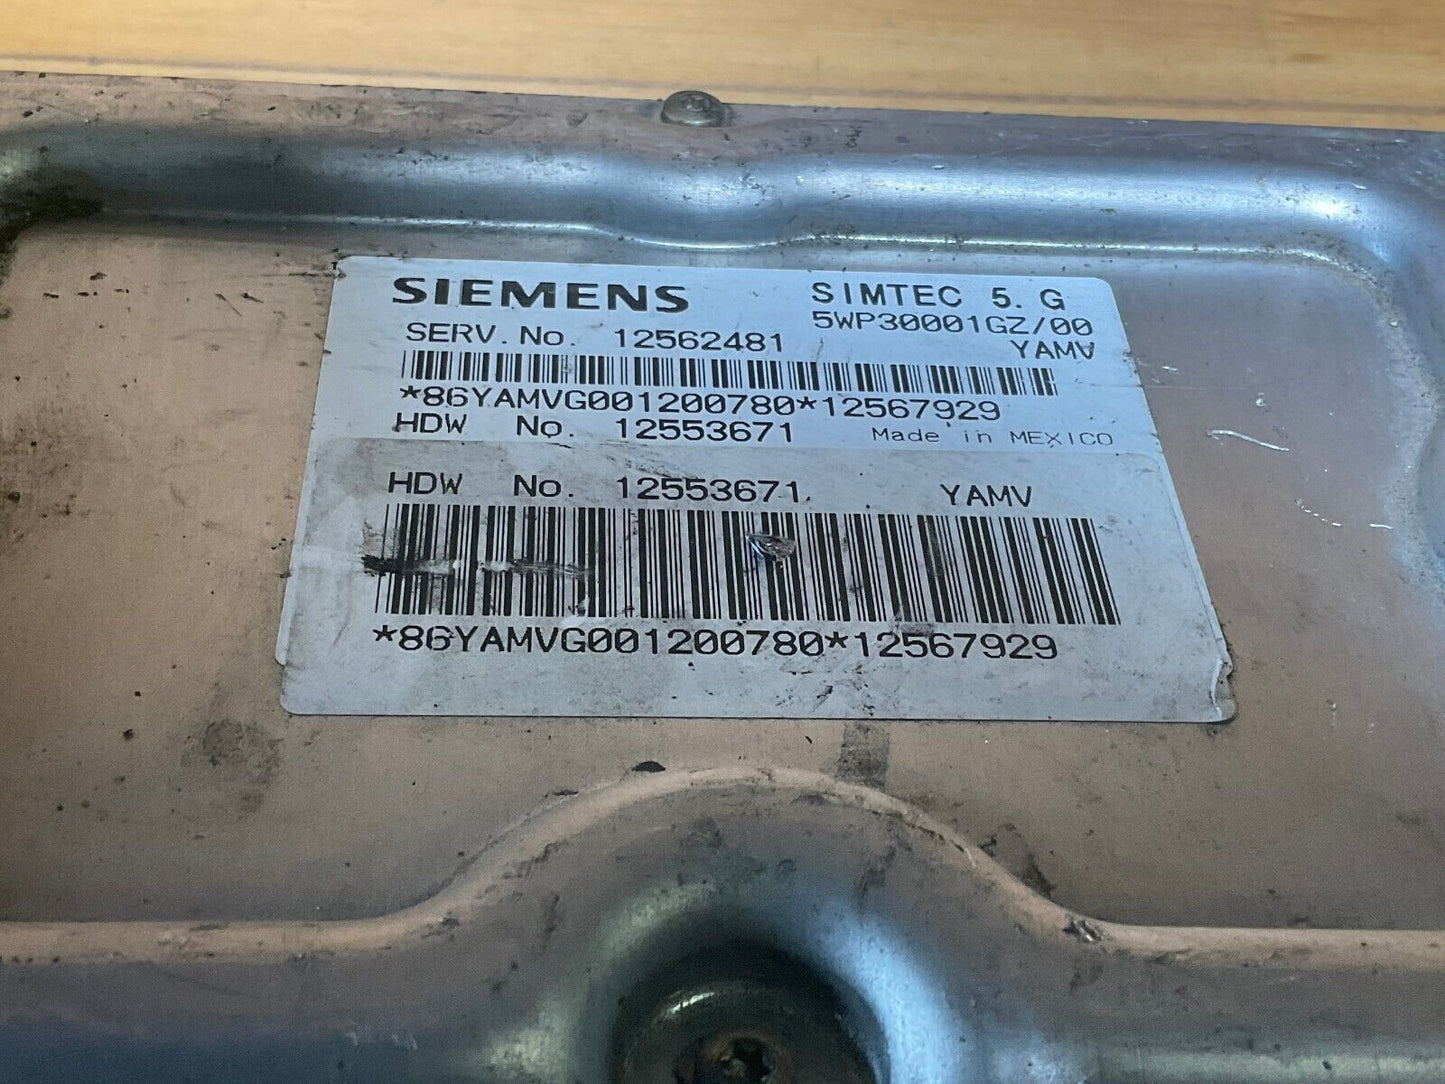 SIEMENS SIMTEC 5. G
5WP30001GZ/00
SERV. No. 12562481 YAMV
*86YAMVG001200780*12567929
HDW No. 12553671 Made in MEXICO
HDW No. 12553671. YAMV
*86YAMVG001200780*12567929